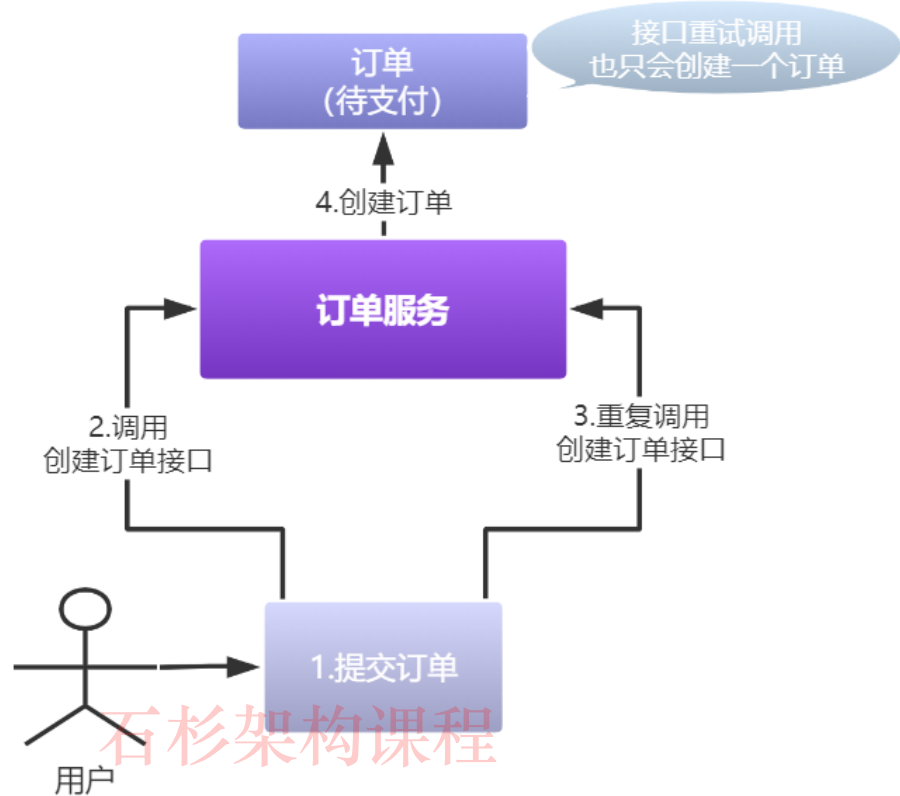 接口重试调用
也只会创建一个订单
订单
（待支付）
4.创建订单
订单服务
2.调用
创建订单接口
3.重复调用
创建订单接口
1.提交订单
石杉架构课程
用户